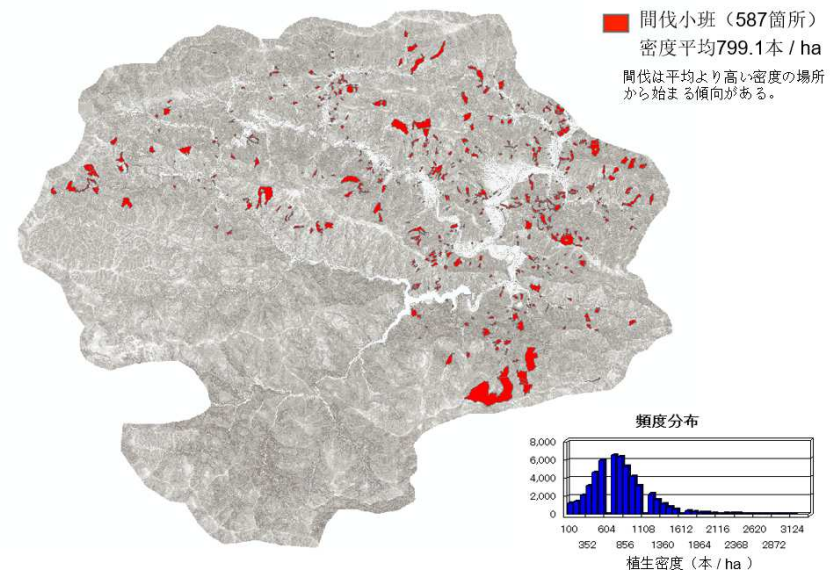 間伐小班（587箇所）
密度平均799.1本 / ha
間伐は平均より高い密度の場所
から始まる傾向がある。
頻度分布
8,000
6,000
4,000
2,000
0
100 604 1108 1612 2116 2620 3124
352 856 1360 1864 2368 2872
植生密度（本 / ha ）